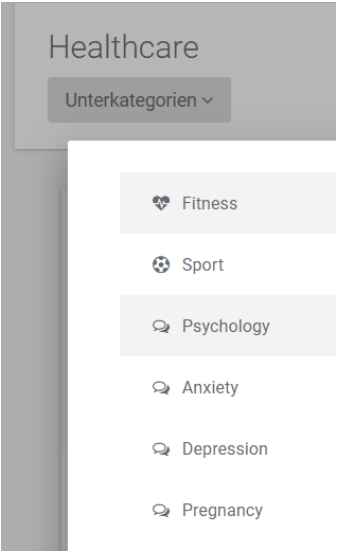 Healthcare
Unterkategorien
Fitness
Sport
Psychology
Anxiety
Depression
Pregnancy